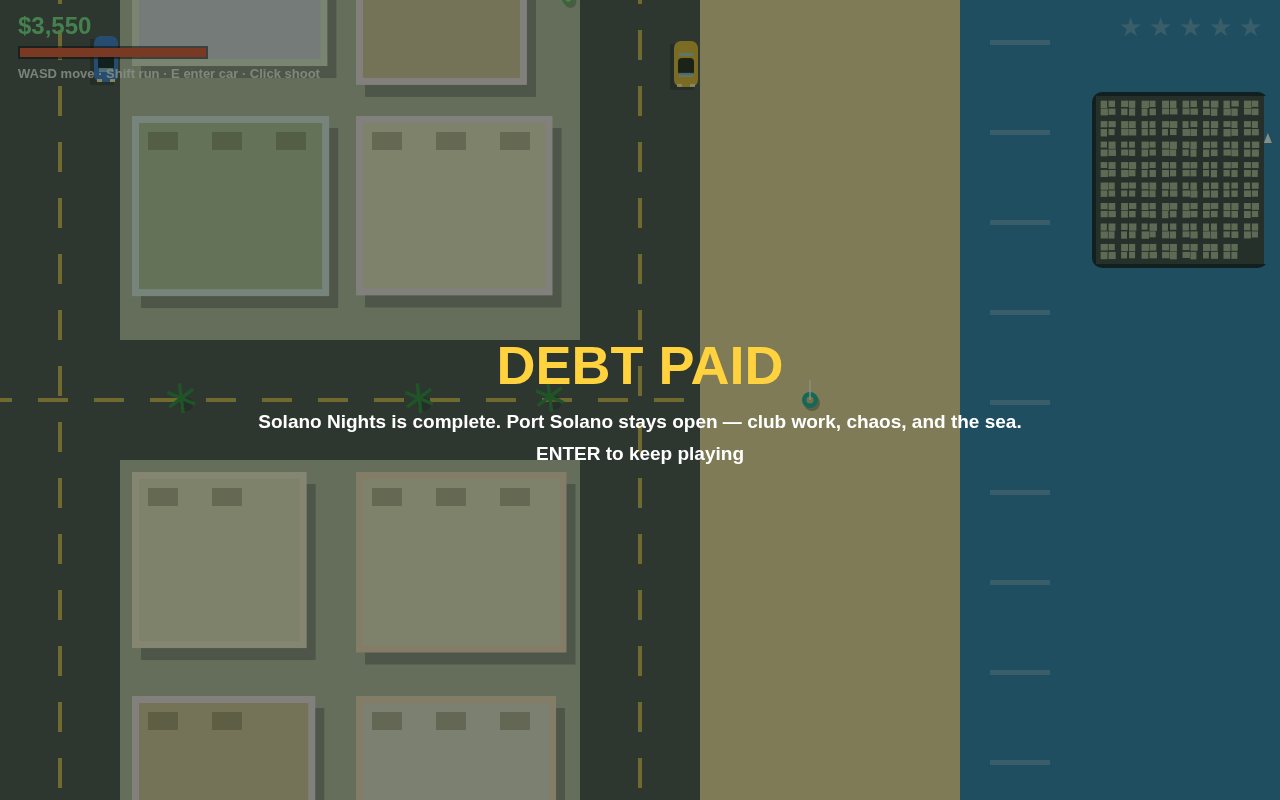 $3,550
WASD move · Shift run · E enter car · Click shoot
DEBT PAID
Solano Nights is complete. Port Solano stays open — club work, chaos, and the sea.
ENTER to keep playing